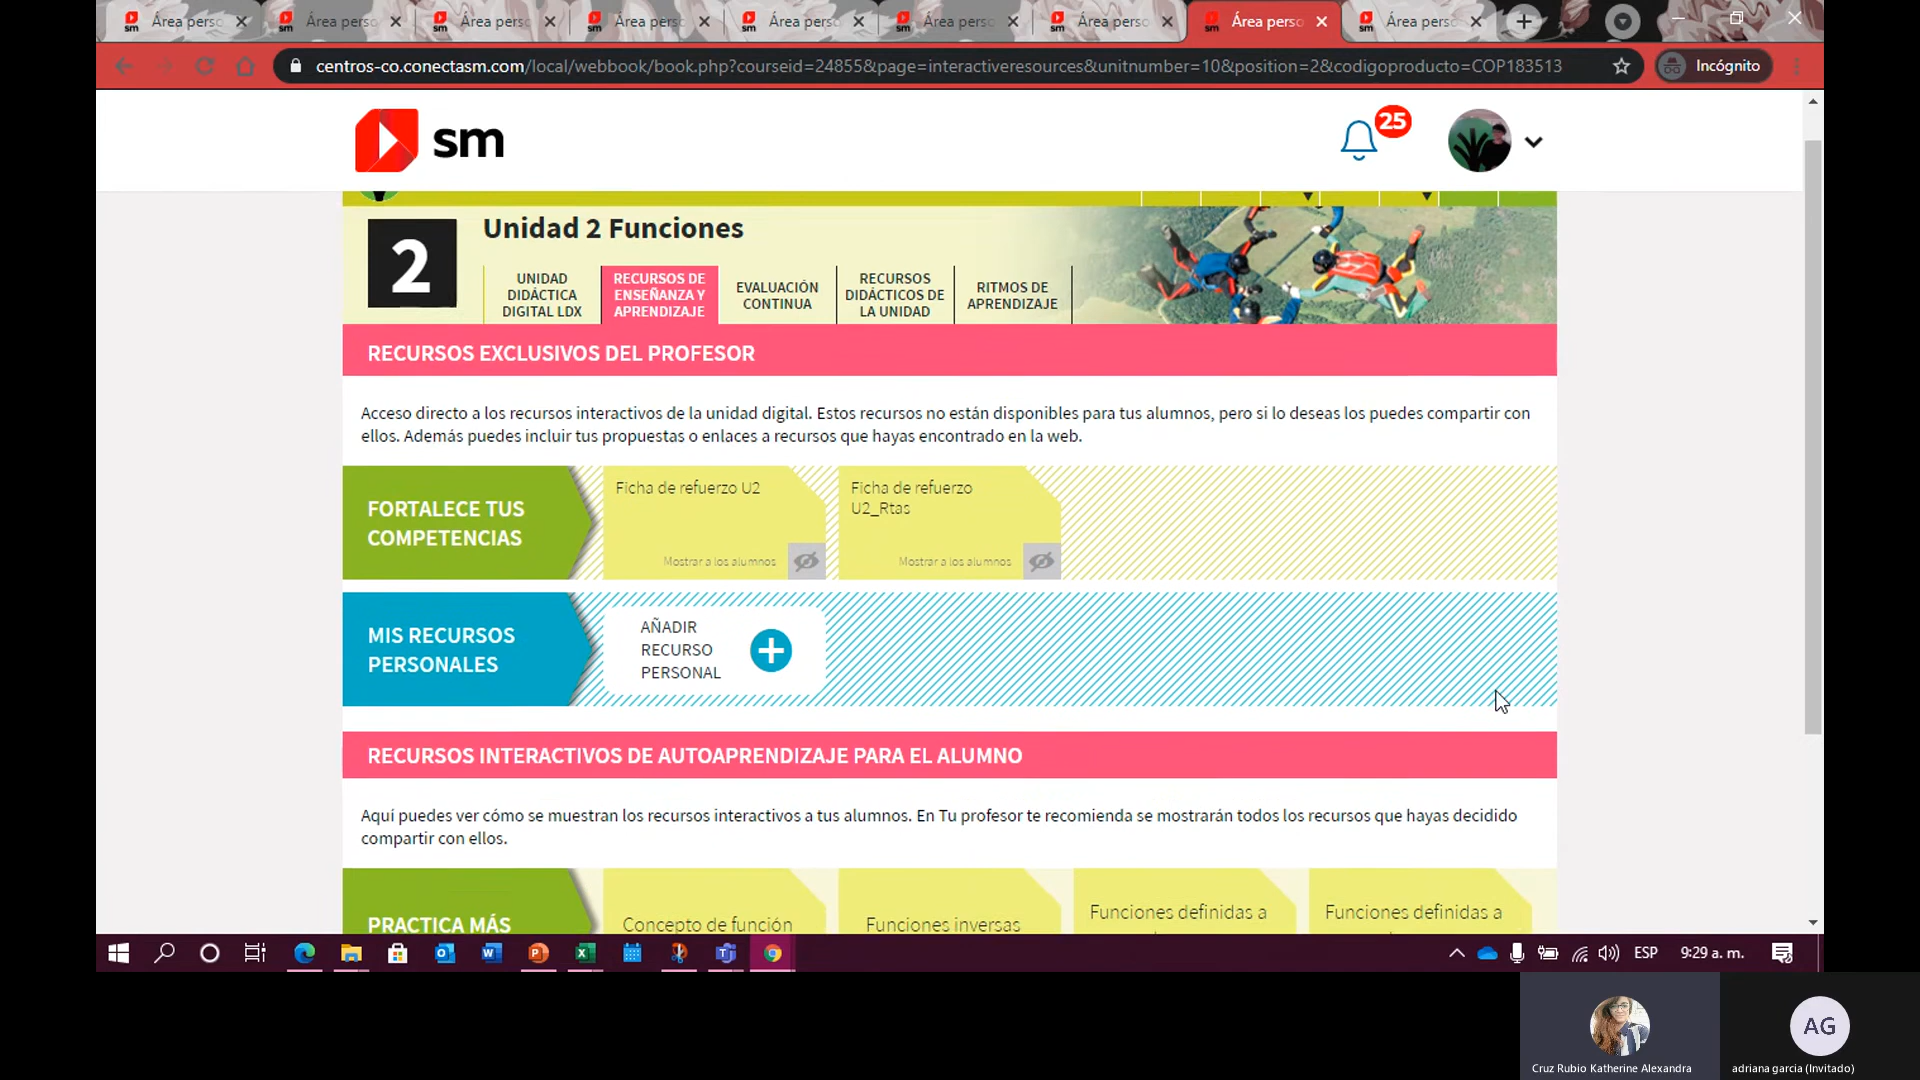 Área perso
Área perso
Área perso
Área perso
Área perso
Área perso
Área perso
Área perso
Área perso
centros-co.conectasm.com/local/webbook/book.php?courseid=24855&page=interactiveresources&unitnumber=10&position=2&codigoproducto=COP183513
Incógnito
sm
25
2
Unidad 2 Funciones
UNIDAD
DIDÁCTICA
DIGITAL LDX
RECURSOS DE
ENSEÑANZA Y
APRENDIZAJE
EVALUACIÓN
CONTINUA
RECURSOS
DIDÁCTICOS DE
LA UNIDAD
RITMOS DE
APRENDIZAJE
RECURSOS EXCLUSIVOS DEL PROFESOR
Acceso directo a los recursos interactivos de la unidad digital. Estos recursos no están disponibles para tus alumnos, pero si lo deseas los puedes compartir con
ellos. Además puedes incluir tus propuestas o enlaces a recursos que hayas encontrado en la web.
FORTALECE TUS
COMPETENCIAS
Ficha de refuerzo U2
Mostrar a los alumnos
Ficha de refuerzo
U2_Rtas
Mostrar a los alumnos
MIS RECURSOS
PERSONALES
AÑADIR
RECURSO
PERSONAL
RECURSOS INTERACTIVOS DE AUTOAPRENDIZAJE PARA EL ALUMNO
Aquí puedes ver cómo se muestran los recursos interactivos a tus alumnos. En Tu profesor te recomienda se mostrarán todos los recursos que hayas decidido
compartir con ellos.
PRACTICA MÁS
Concepto de función
Funciones inversas
Funciones definidas a
Funciones definidas a
ESP
9:29 a. m.
AG
Cruz Rubio Katherine Alexandra
adriana garcia (Invitado)